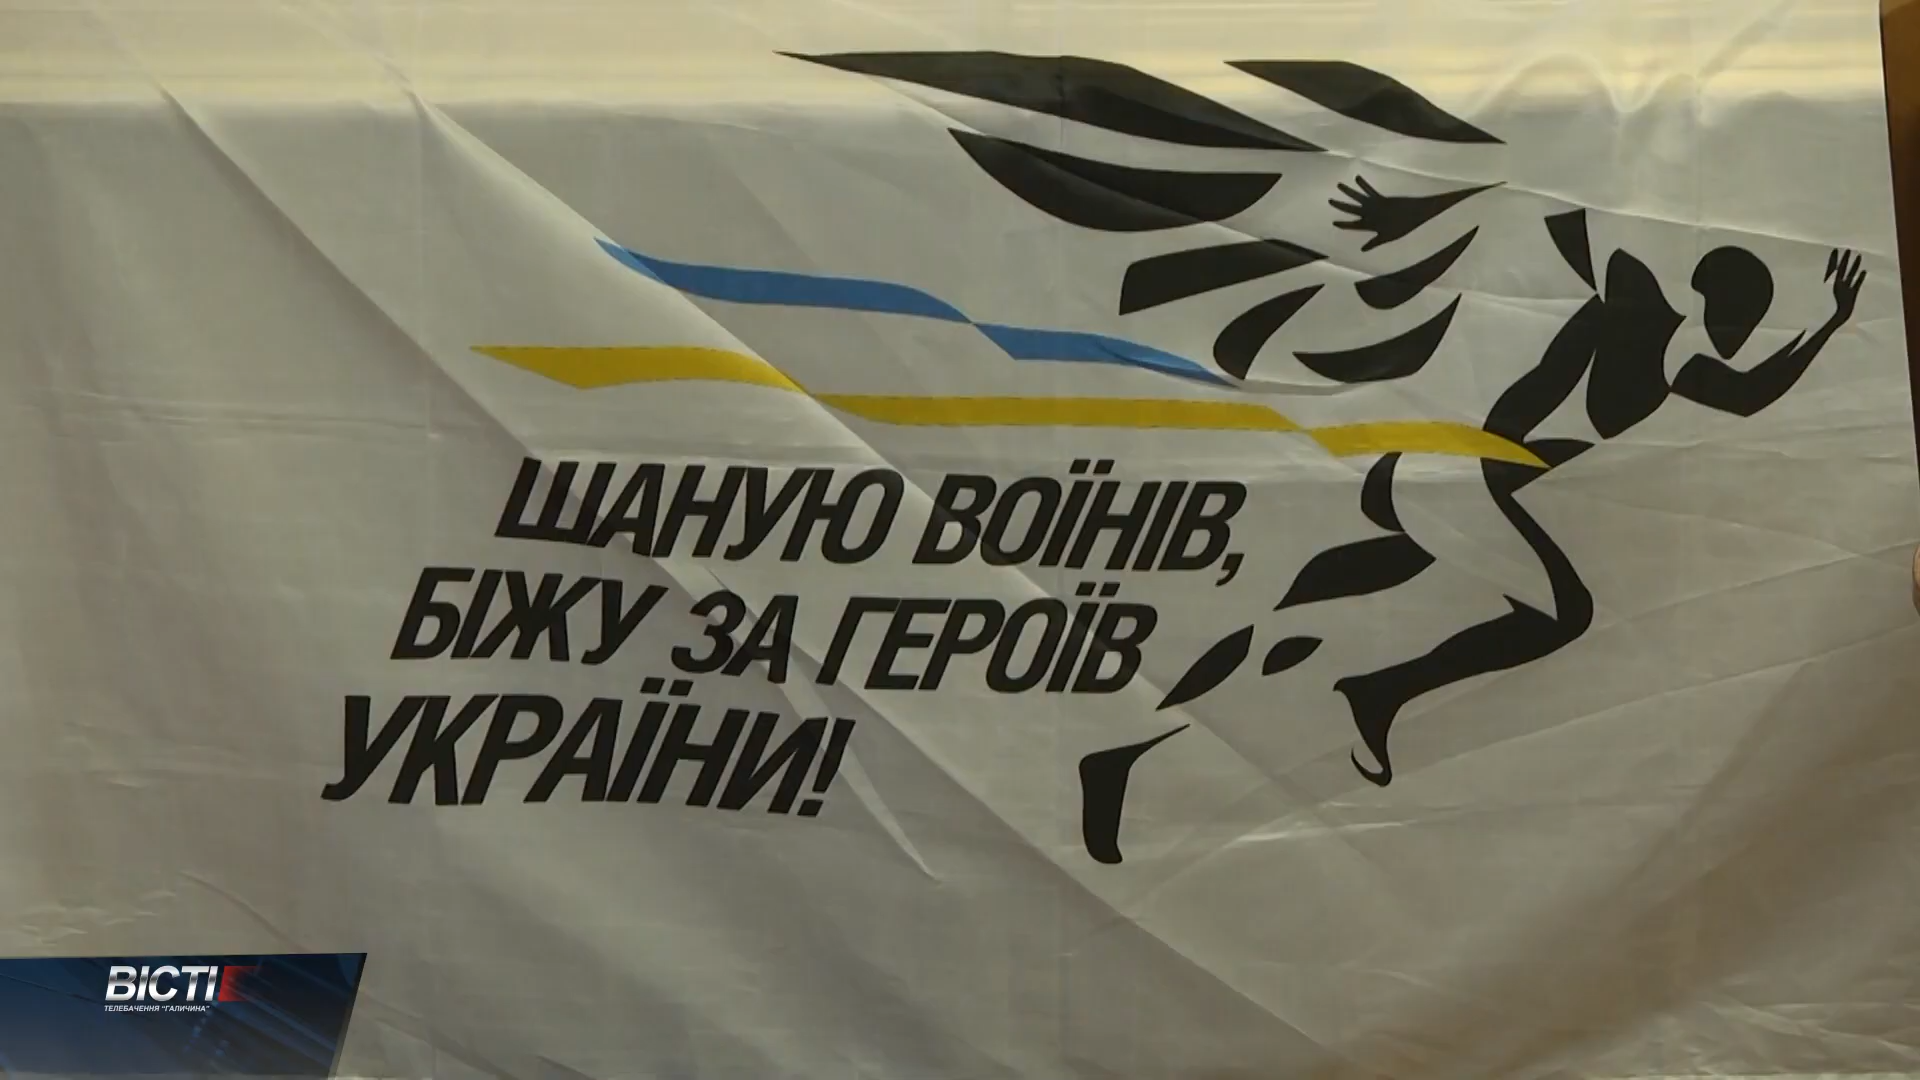 ШАНУЮ ВОЇНІВ,
БІЖУ ЗА ГЕРОЇВ
УКРАЇНИ!
ВІСТІ
ТЕЛЕБАЧЕННЯ "ГАЛИЧИНА"